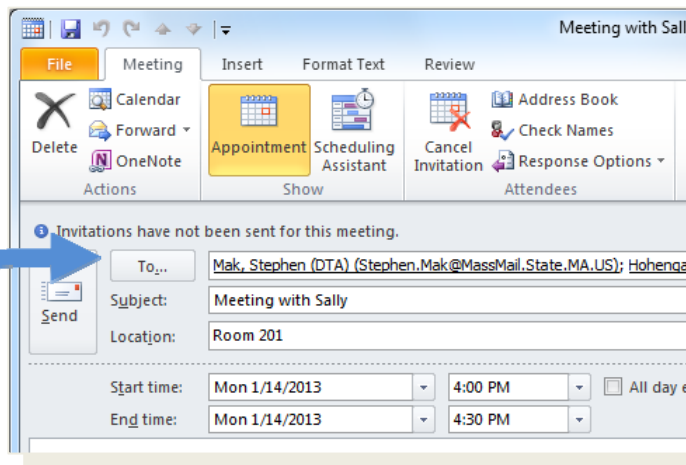 Meeting with Sall
File Meeting Insert Format Text Review
Delete
Calendar
Forward
OneNote
Actions
Appointment
Scheduling
Assistant
Show
Cancel
Invitation
Address Book
Check Names
Response Options
Attendees
Invitations have not been sent for this meeting.
Send
To... Mak, Stephen (DTA) (Stephen.Mak@MassMail.State.MA.US); Hohenga
Subject: Meeting with Sally
Location: Room 201
Start time: Mon 1/14/2013 4:00 PM All day e
End time: Mon 1/14/2013 4:30 PM